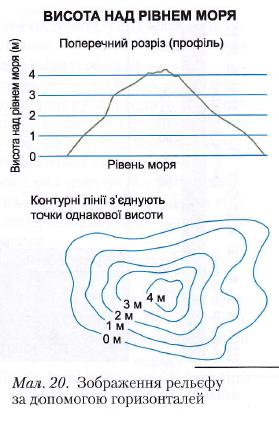 ВИСОТА НАД РІВНЕМ МОРЯ
Поперечний розріз (профіль)
Висота над рівнем моря (м)
4
3
2
1
0
Рівень моря
Контурні лінії з'єднують
точки однакової висоти
4 м
3 м
2 м
1 м
0 м
Мал. 20. Зображення рельєфу
за допомогою горизонталей